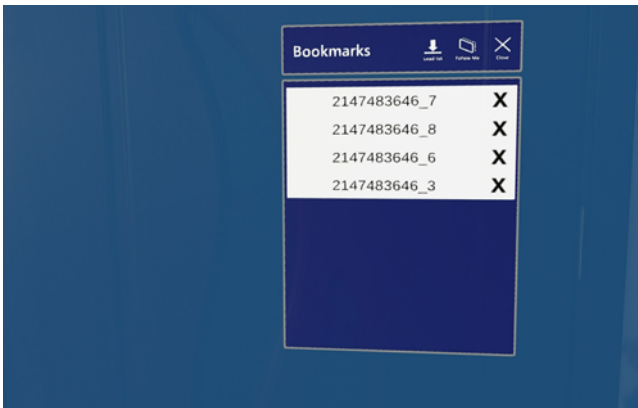 Bookmarks
Load list
Follow Me
Close
2147483646_7 X
2147483646_8 X
2147483646_6 X
2147483646_3 X